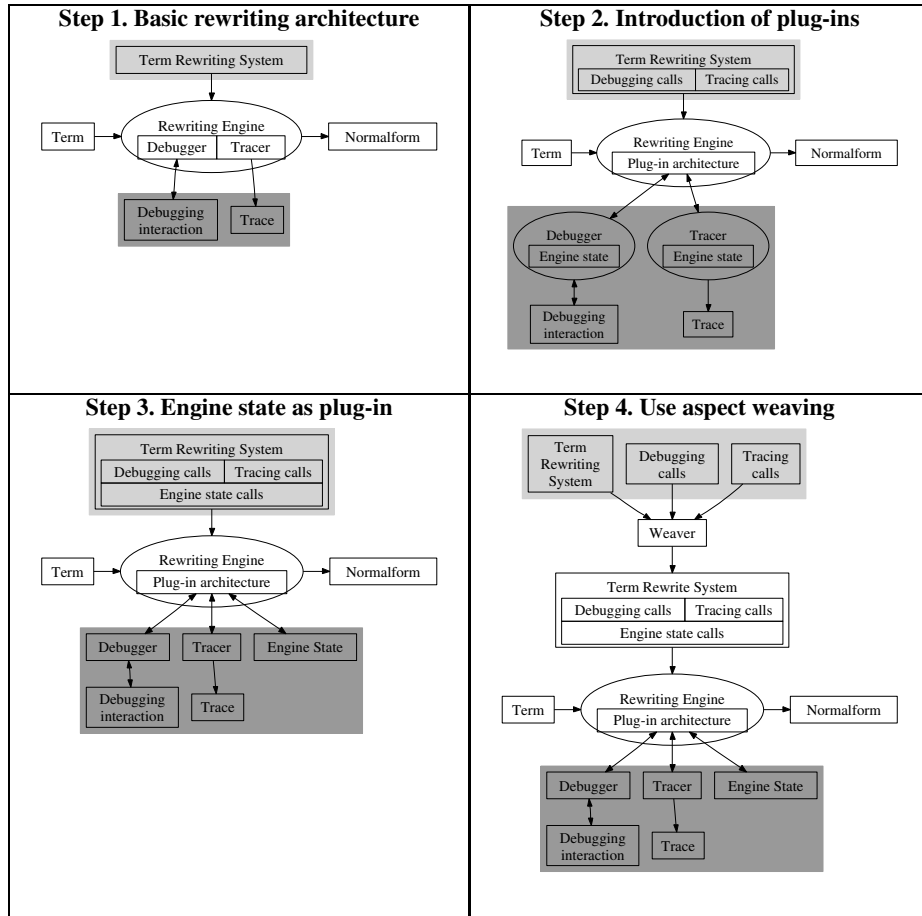 Step 1. Basic rewriting architecture
Term Rewriting System
Rewriting Engine
Term
Normalform
Debugger
Tracer
Debugging
interaction
Trace
Step 2. Introduction of plug-ins
Term Rewriting System
Debugging calls
Tracing calls
Rewriting Engine
Term
Normalform
Plug-in architecture
Debugger
Tracer
Engine state
Engine state
Debugging
interaction
Trace
Step 3. Engine state as plug-in
Term Rewriting System
Debugging calls
Tracing calls
Engine state calls
Rewriting Engine
Term
Normalform
Plug-in architecture
Debugger
Tracer
Engine State
Debugging
interaction
Trace
Step 4. Use aspect weaving
Term
Rewriting
System
Debugging
calls
Tracing
calls
Weaver
Term Rewrite System
Debugging calls
Tracing calls
Engine state calls
Rewriting Engine
Term
Normalform
Plug-in architecture
Debugger
Tracer
Engine State
Debugging
interaction
Trace